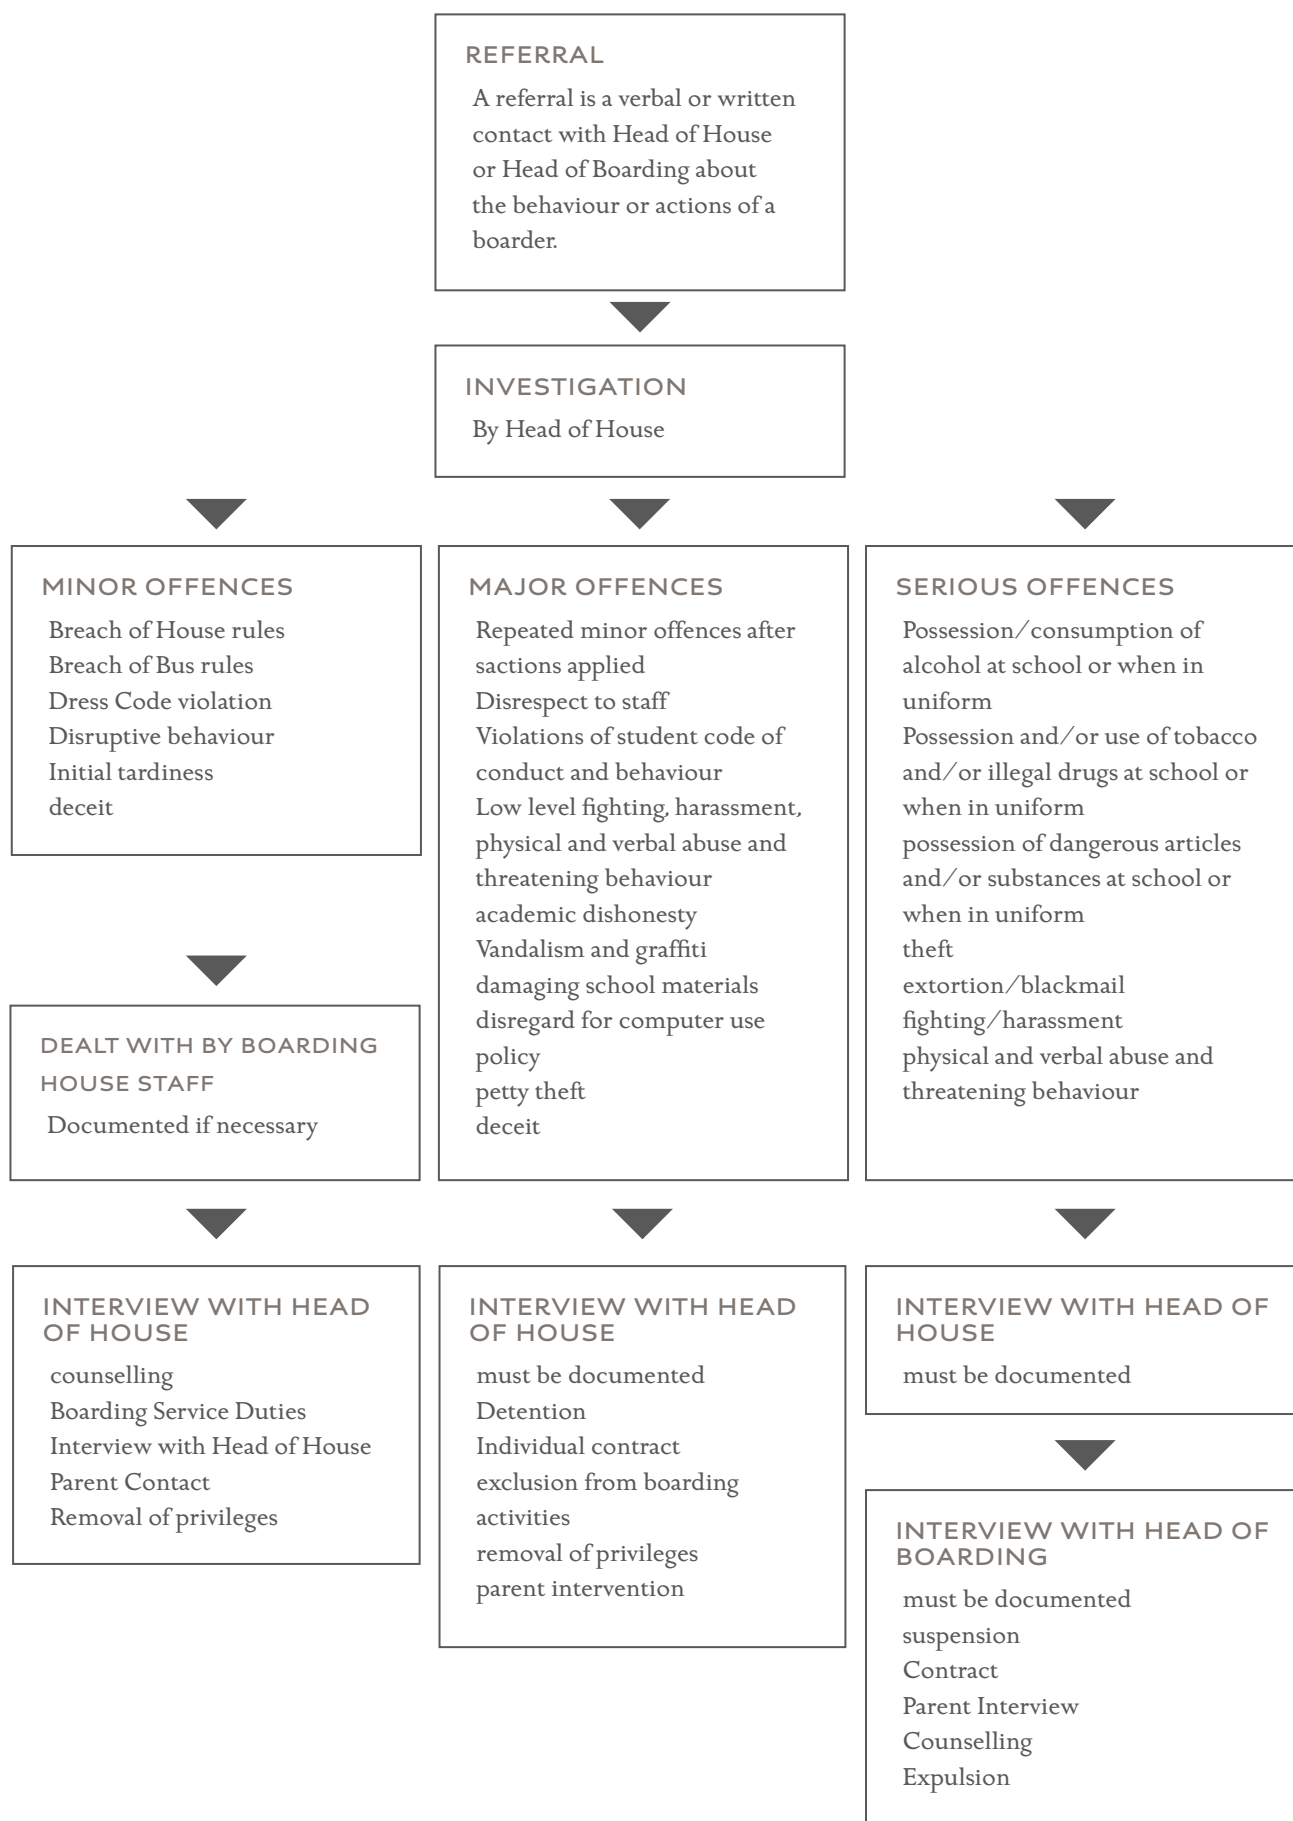 REFERRAL
A referral is a verbal or written
contact with Head of House
or Head of Boarding about
the behaviour or actions of a
boarder.
INVESTIGATION
By Head of House
MINOR OFFENCES
Breach of House rules
Breach of Bus rules
Dress Code violation
Disruptive behaviour
Initial tardiness
deceit
DEALT WITH BY BOARDING
HOUSE STAFF
Documented if necessary
INTERVIEW WITH HEAD
OF HOUSE
counselling
Boarding Service Duties
Interview with Head of House
Parent Contact
Removal of privileges
MAJOR OFFENCES
Repeated minor offences after
sactions applied
Disrespect to staff
Violations of student code of
conduct and behaviour
Low level fighting, harassment,
physical and verbal abuse and
threatening behaviour
academic dishonesty
Vandalism and graffiti
damaging school materials
disregard for computer use
policy
petty theft
deceit
INTERVIEW WITH HEAD
OF HOUSE
must be documented
Detention
Individual contract
exclusion from boarding
activities
removal of privileges
parent intervention
SERIOUS OFFENCES
Possession/consumption of
alcohol at school or when in
uniform
Possession and/or use of tobacco
and/or illegal drugs at school or
when in uniform
possession of dangerous articles
and/or substances at school or
when in uniform
theft
extortion/blackmail
fighting/harassment
physical and verbal abuse and
threatening behaviour
INTERVIEW WITH HEAD OF
HOUSE
must be documented
INTERVIEW WITH HEAD OF
BOARDING
must be documented
suspension
Contract
Parent Interview
Counselling
Expulsion